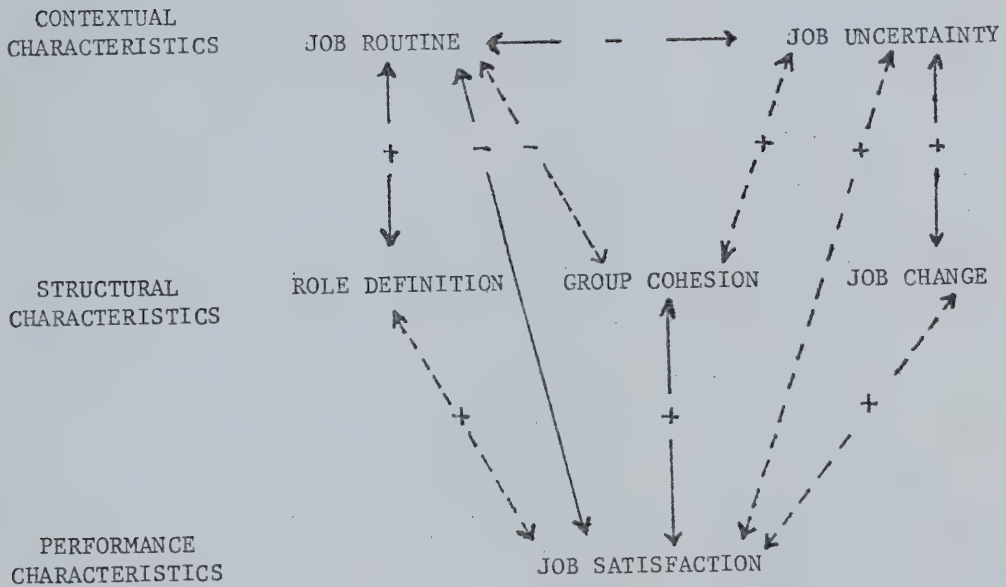 CONTEXTUAL
CHARACTERISTICS
JOB ROUTINE - JOB UNCERTAINTY
+ - - + + +
STRUCTURAL
CHARACTERISTICS
ROLE DEFINITION GROUP COHESION JOB CHANGE
+ + +
PERFORMANCE
CHARACTERISTICS
JOB SATISFACTION